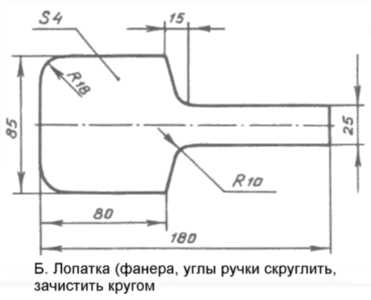 S4
15
R18
85
25
R10
80
180
Б. Лопатка (фанера, углы ручки скруглить,
зачистить кругом